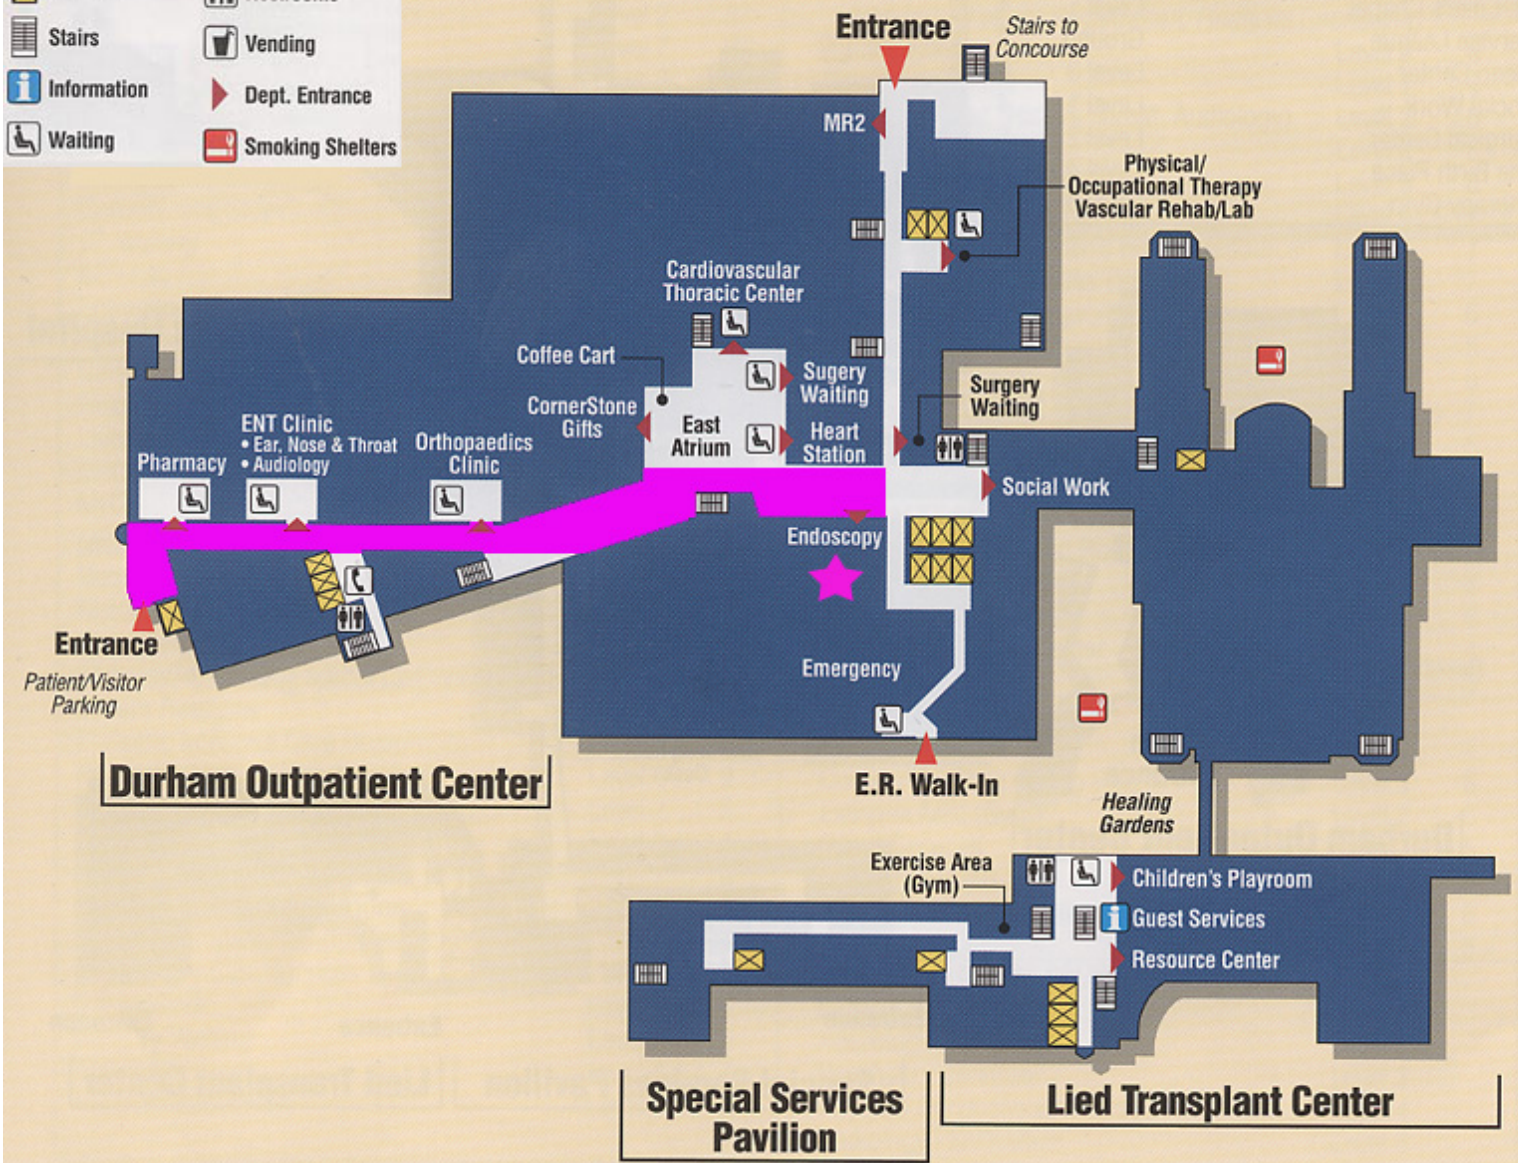 Stairs
Vending
Information
Dept. Entrance
Waiting
Smoking Shelters
Entrance
Stairs to
Concourse
MR2
Physical/
Occupational Therapy
Vascular Rehab/Lab
Cardiovascular
Thoracic Center
Coffee Cart
Sugery
Waiting
Surgery
Waiting
CornerStone
Gifts
East
Atrium
Heart
Station
ENT Clinic
• Ear, Nose & Throat
• Audiology
Orthopaedics
Clinic
Pharmacy
Social Work
Endoscopy
Entrance
Patient/Visitor
Parking
Emergency
Durham Outpatient Center
E.R. Walk-In
Healing
Gardens
Exercise Area
(Gym)
Children's Playroom
Guest Services
Resource Center
Special Services
Pavilion
Lied Transplant Center